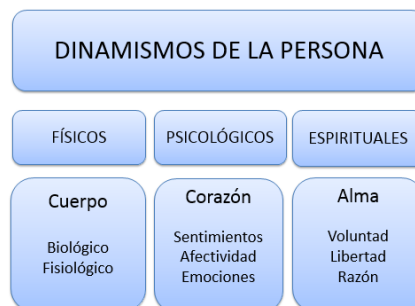 DINAMISMOS DE LA PERSONA
FÍSICOS
PSICOLÓGICOS
ESPIRITUALES
Cuerpo
Biológico
Fisiológico
Corazón
Sentimientos
Afectividad
Emociones
Alma
Voluntad
Libertad
Razón